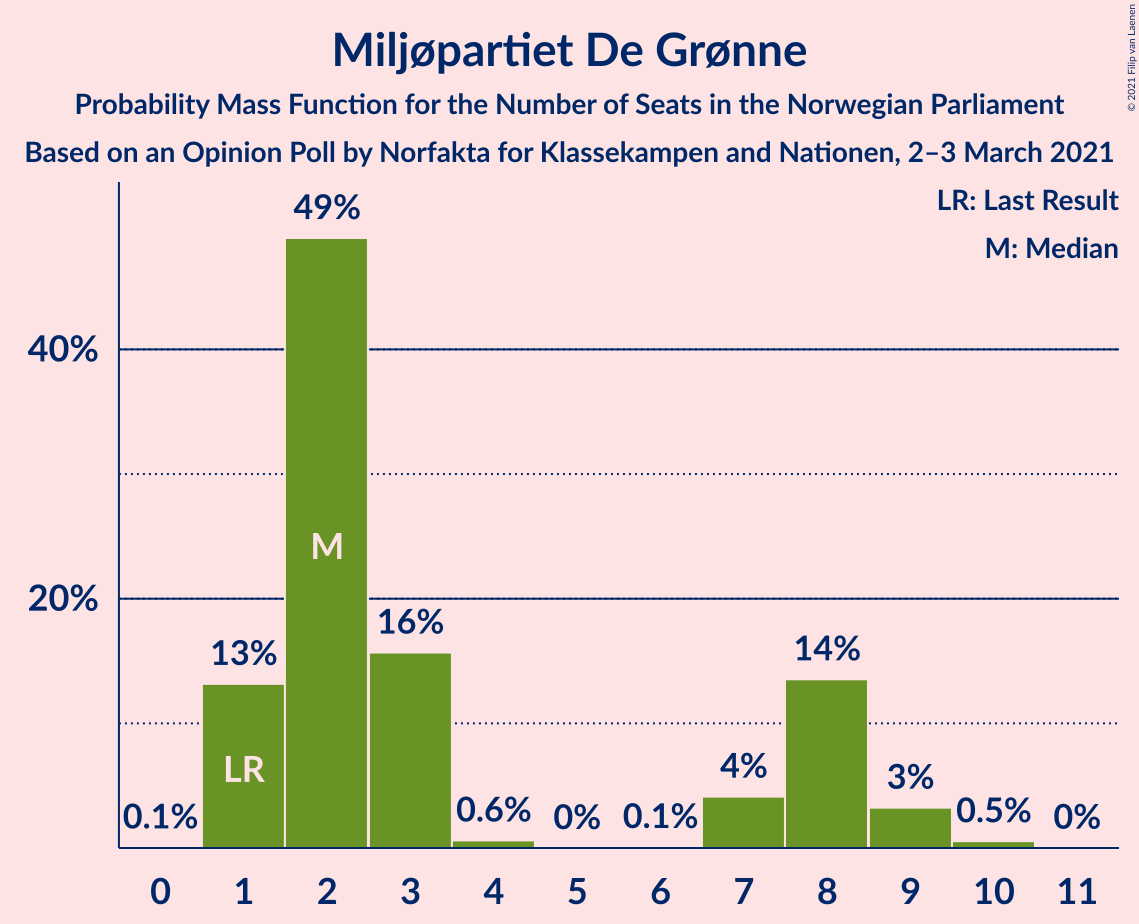 Miljøpartiet De Grønne
Probability Mass Function for the Number of Seats in the Norwegian Parliament
Based on an Opinion Poll by Norfakta for Klassekampen and Nationen, 2–3 March 2021
© 2021 Filip van Laenen
LR: Last Result
M: Median
49%
40%
M
20%
16%
13%
14%
LR
4%
3%
0.1%
0.6%
0%
0.1%
0.5%
0%
0 1 2 3 4 5 6 7 8 9 10 11